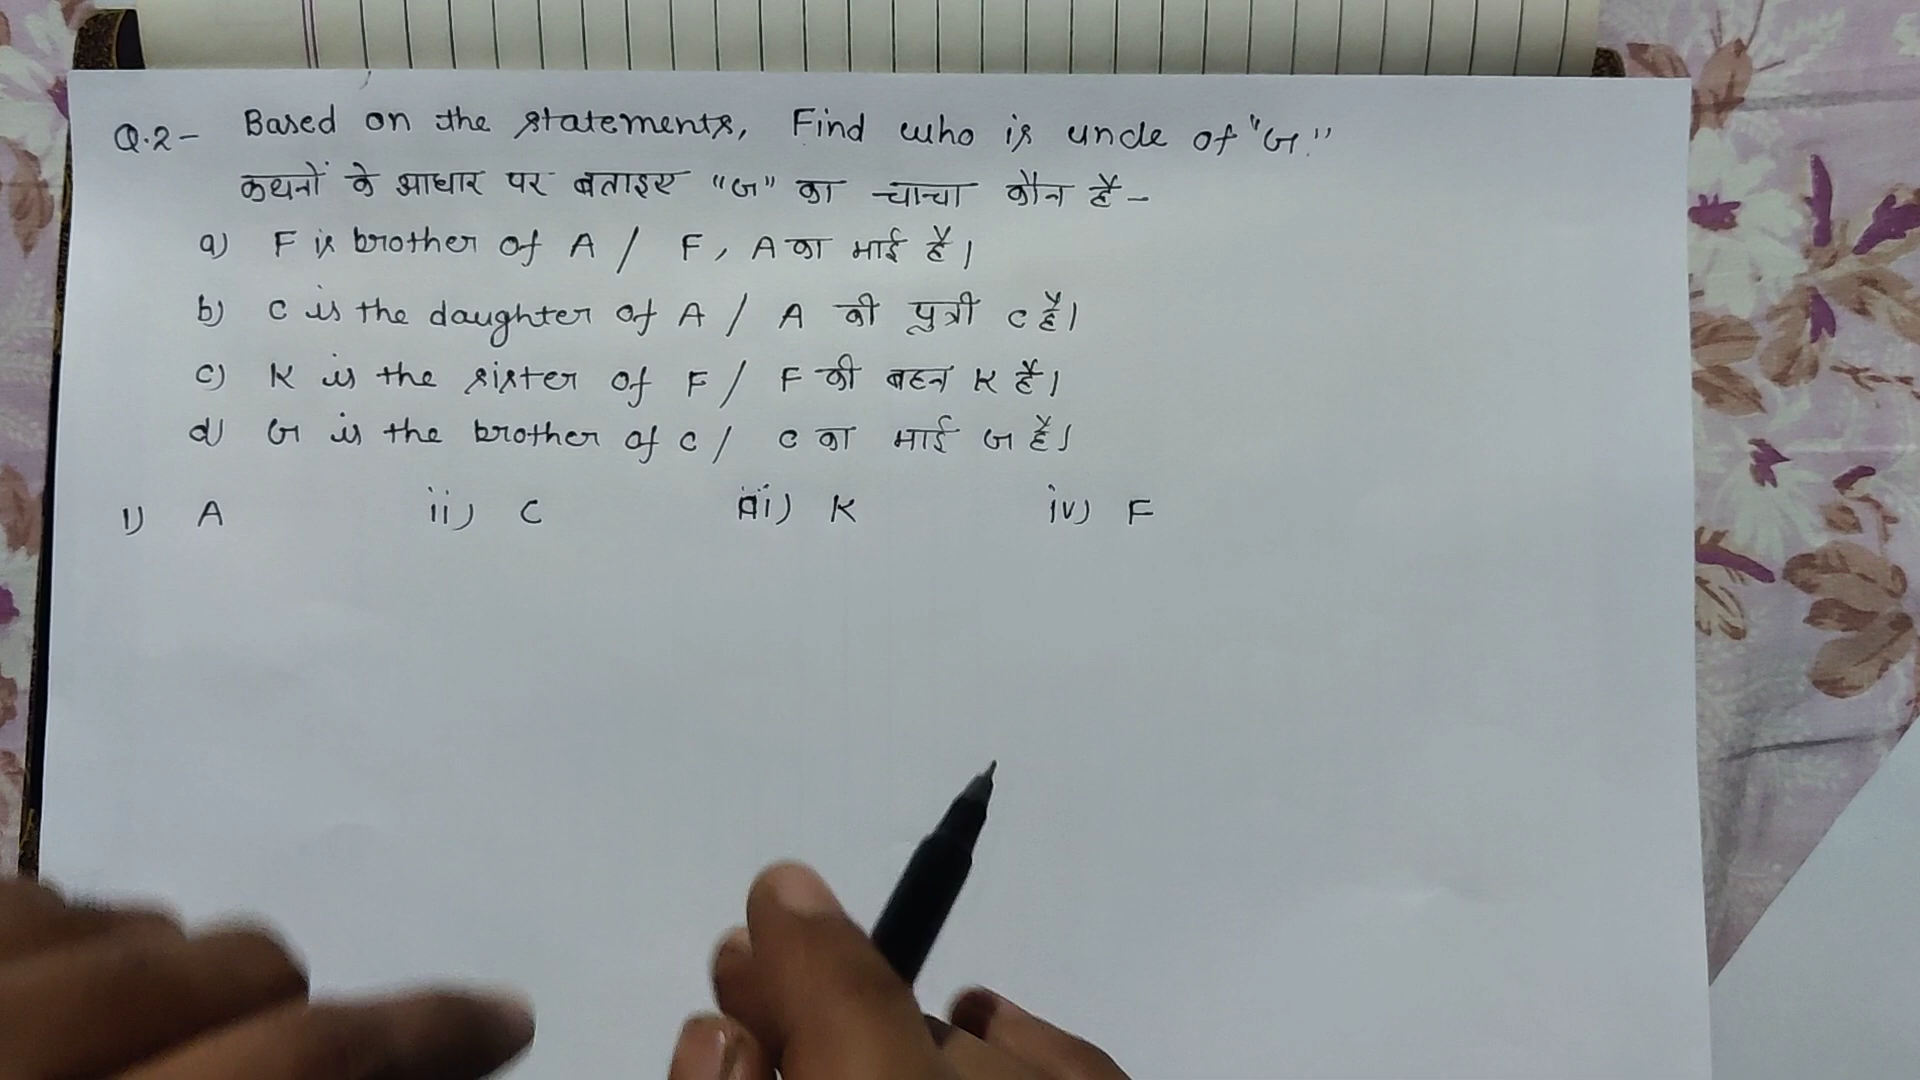 Q.2- Based on the statements, Find who is uncle of "G."
कथनों के आधार पर बताइए "G" का चाचा कौन है-
a) F is brother of A / F, A का भाई है।
b) C is the daughter of A / A की पुत्री C है।
c) K is the sister of F / F की बहन K है।
d) G is the brother of C / C का भाई G है।
i) A ii) C iii) K iv) F